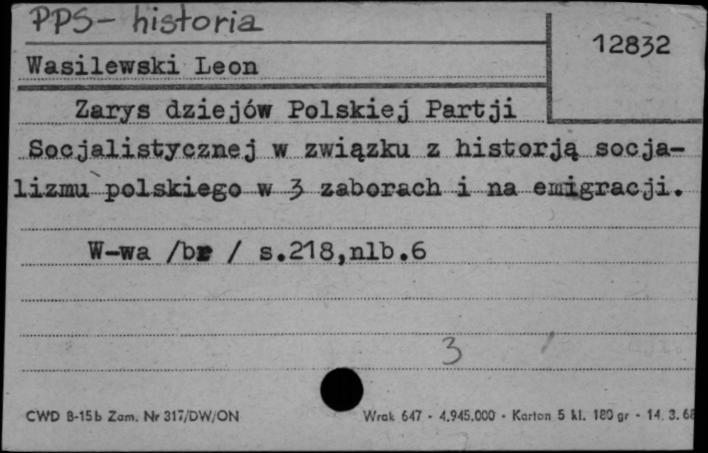 PPS - historia
12832
Wasilewski Leon
Zarys dziejów Polskiej Partji
Socjalistycznej w związku z historją socja-
lizmu polskiego w 3 zaborach i na emigracji.
W-wa /br / s.218,nlb.6
3
CWD B-15b Zam. Nr 317/DW/ON
Wrak 647 - 4.945.000 - Karton 5 kl. 180 gr - 14. 3. 68